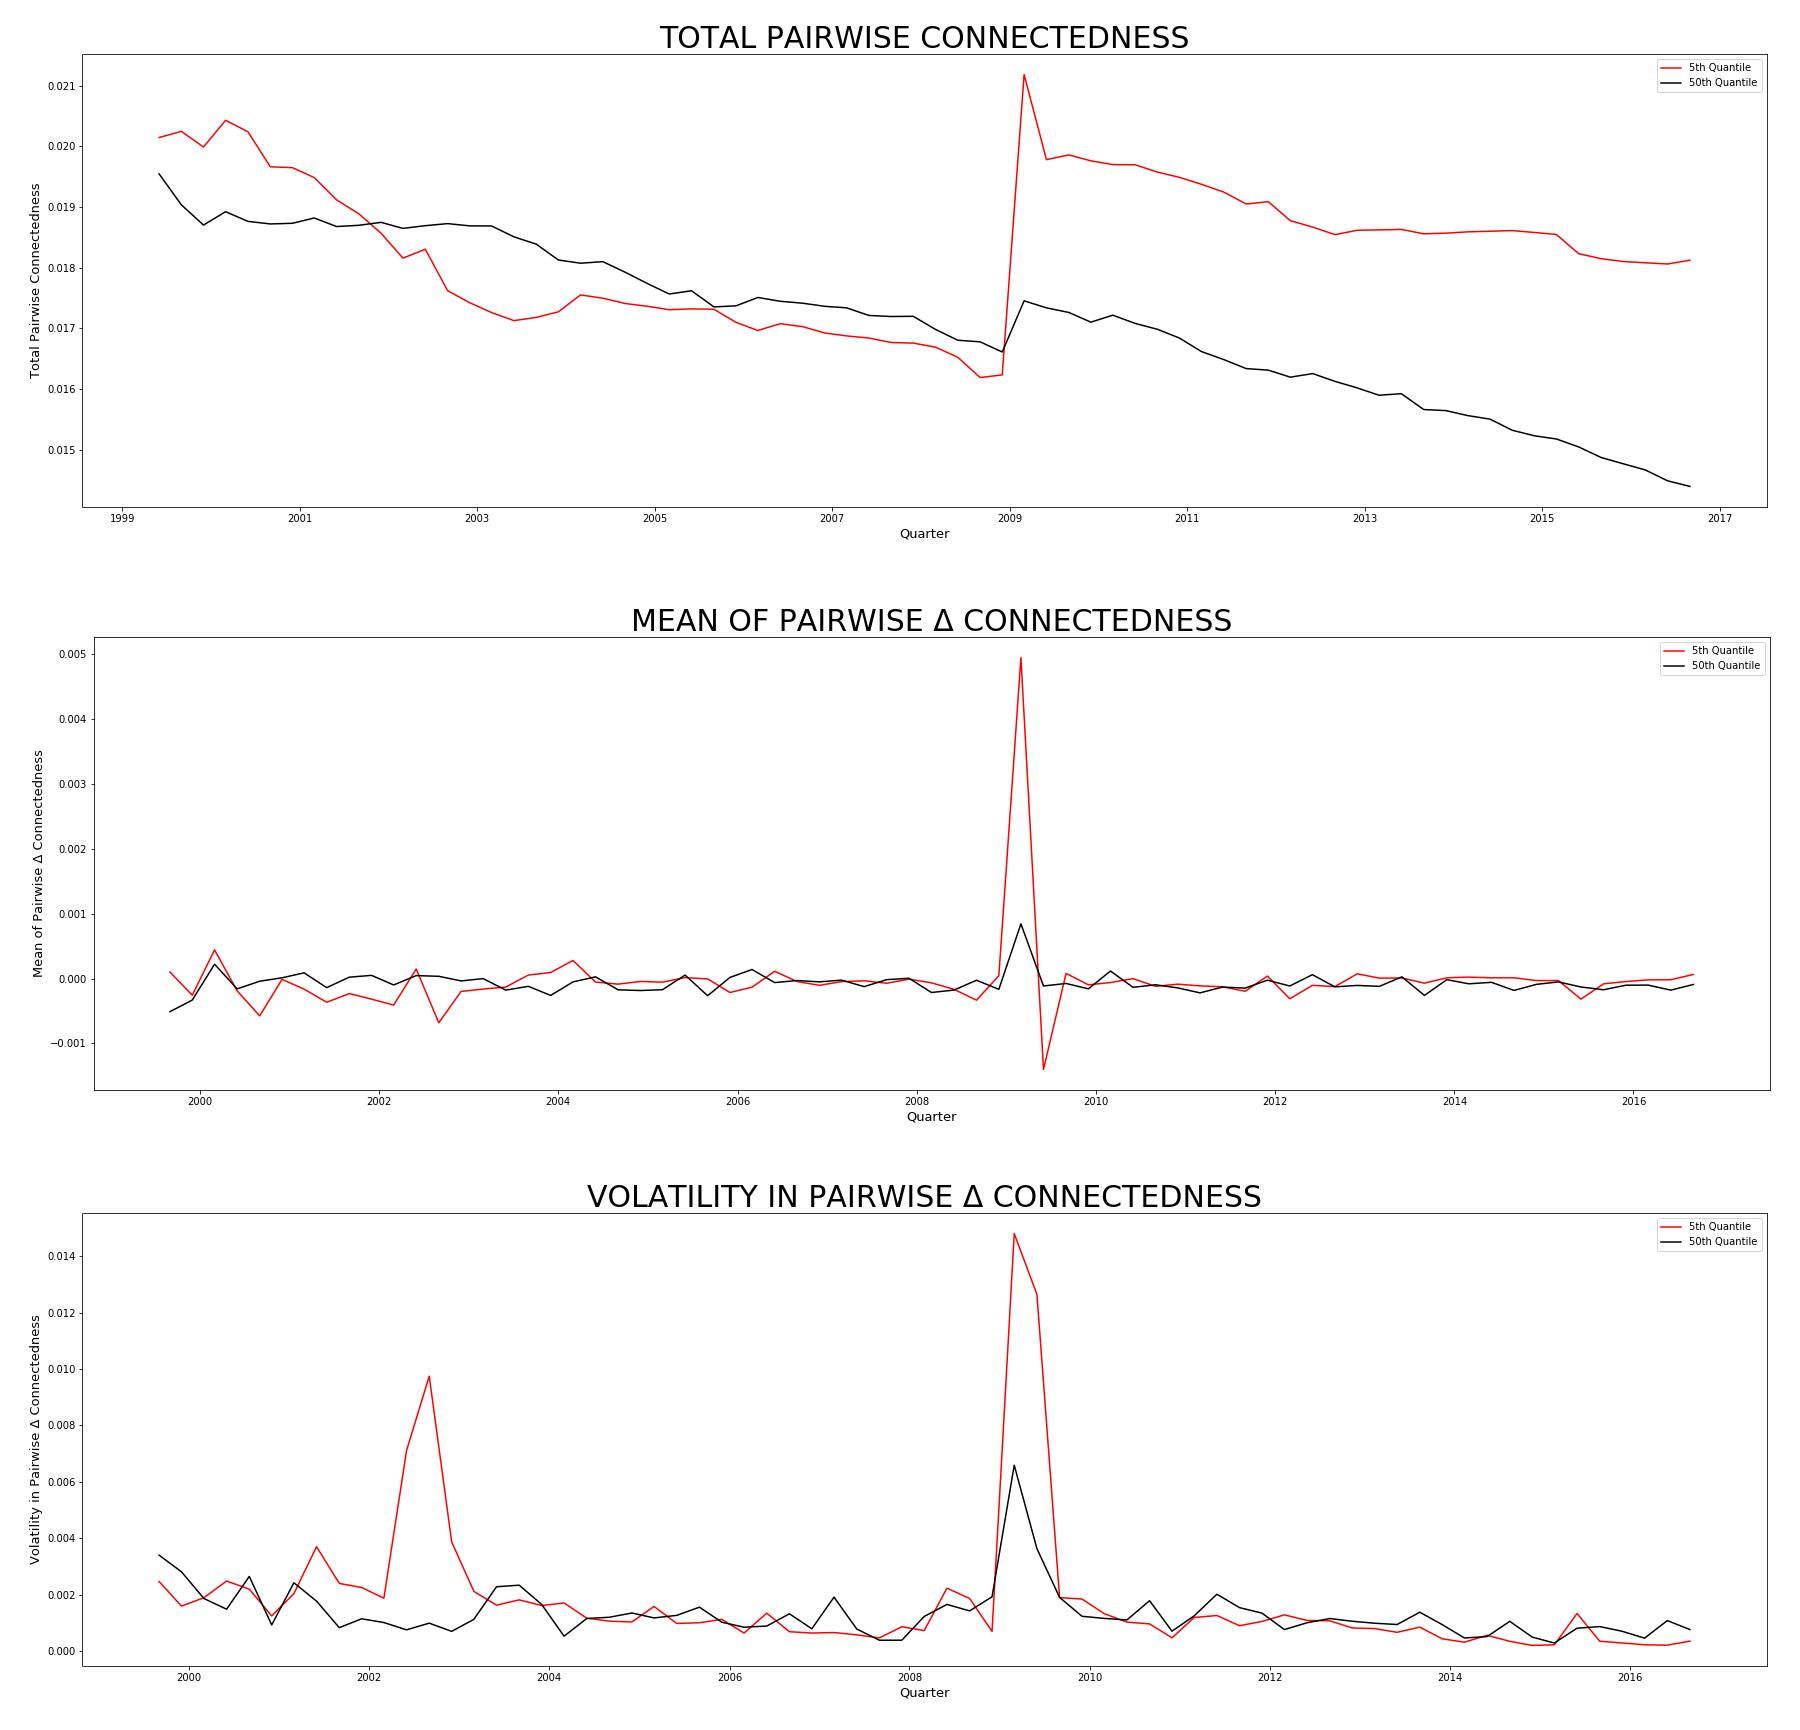 TOTAL PAIRWISE CONNECTEDNESS
5th Quantile
50th Quantile
0.021
0.020
0.019
0.018
0.017
0.016
0.015
Total Pairwise Connectedness
1999 2001 2003 2005 2007 2009 2011 2013 2015 2017
Quarter
MEAN OF PAIRWISE Δ CONNECTEDNESS
5th Quantile
50th Quantile
0.005
0.004
0.003
0.002
0.001
0.000
−0.001
Mean of Pairwise Δ Connectedness
2000 2002 2004 2006 2008 2010 2012 2014 2016
Quarter
VOLATILITY IN PAIRWISE Δ CONNECTEDNESS
5th Quantile
50th Quantile
0.014
0.012
0.010
0.008
0.006
0.004
0.002
0.000
Volatility in Pairwise Δ Connectedness
2000 2002 2004 2006 2008 2010 2012 2014 2016
Quarter